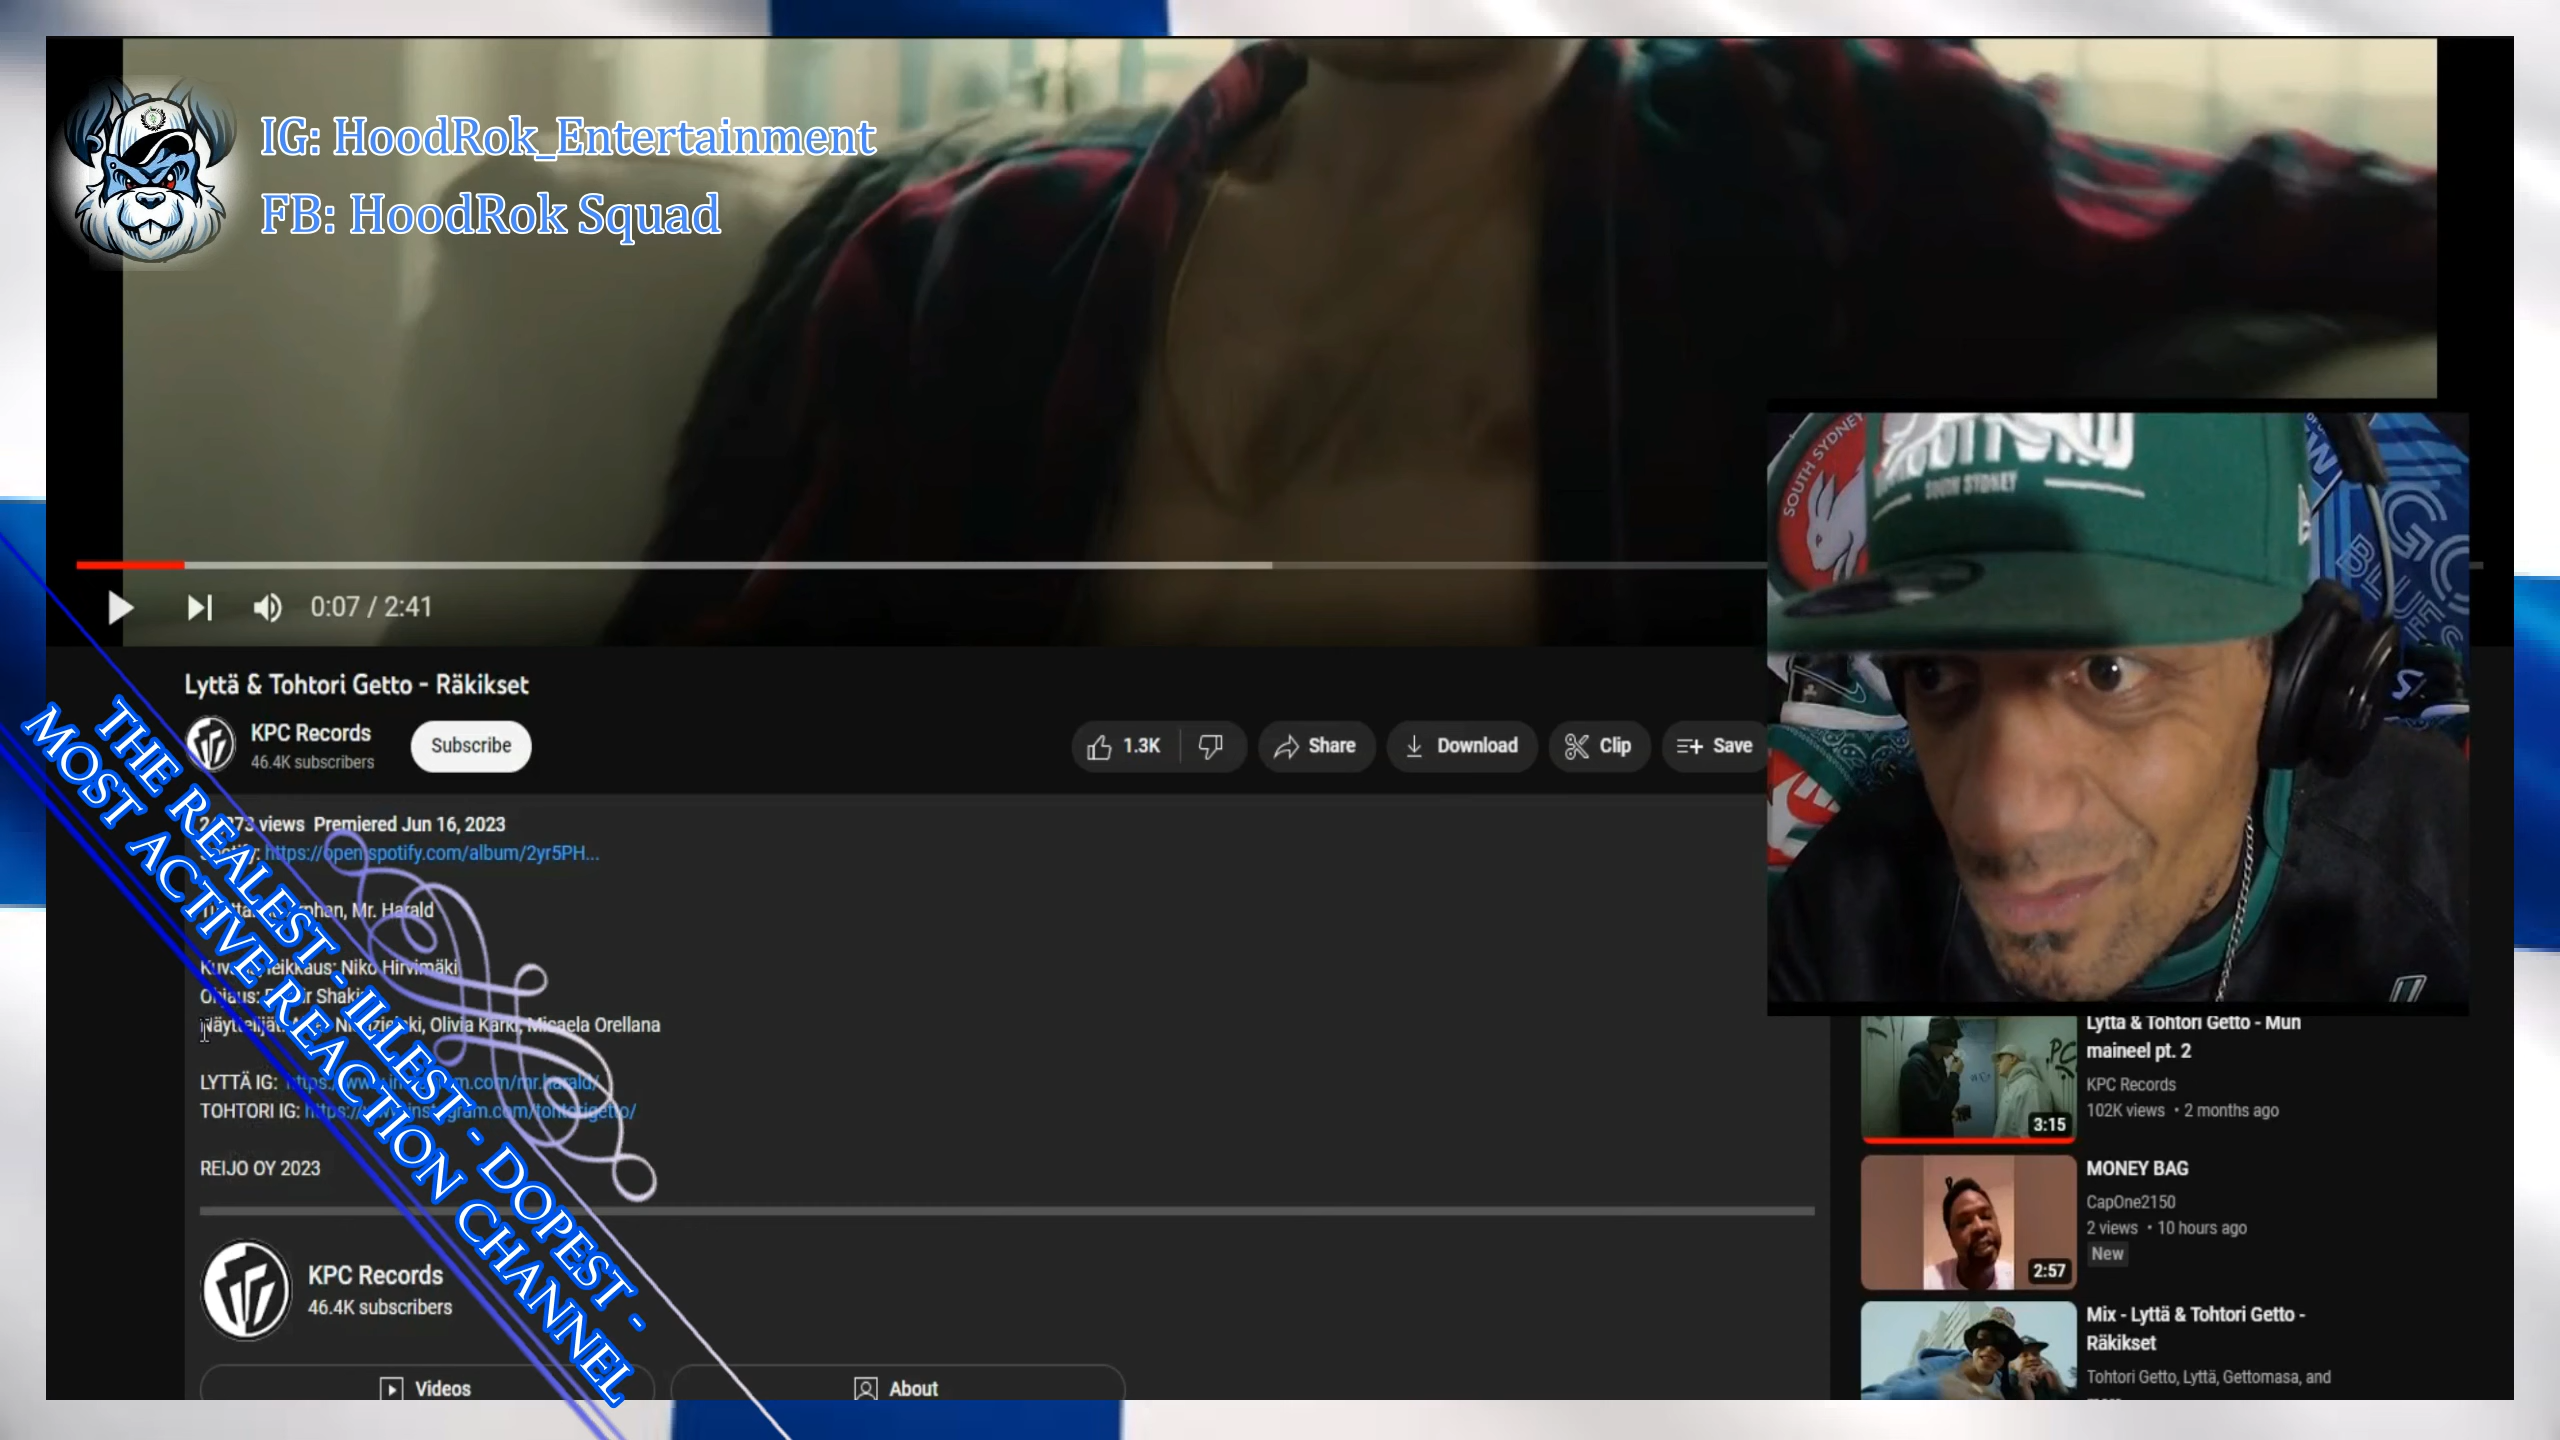 IG: HoodRok_Entertainment
FB: HoodRok Squad
SOUTH SYDNEY
SOUTH SYDNEY
0:07 / 2:41
Lyttä & Tohtori Getto - Räkikset
KPC Records
46.4K subscribers
Subscribe
1.3K
Share
Download
Clip
Save
views Premiered Jun 16, 2023
https://open.spotify.com/album/2yr5PH...
Mr. Harald
Niko Hirvimäki
Olivia Kärki, Micaela Orellana
LYTTÄ IG:
TOHTORI IG:
REIJO OY 2023
THE REALEST - ILLEST - DOPEST -
MOST ACTIVE REACTION CHANNEL
KPC Records
46.4K subscribers
Videos
About
Lyttä & Tohtori Getto - Mun
maineel pt. 2
KPC Records
102K views • 2 months ago
3:15
MONEY BAG
CapOne2150
2 views • 10 hours ago
New
2:57
Mix - Lyttä & Tohtori Getto -
Räkikset
Tohtori Getto, Lyttä, Gettomasa, and